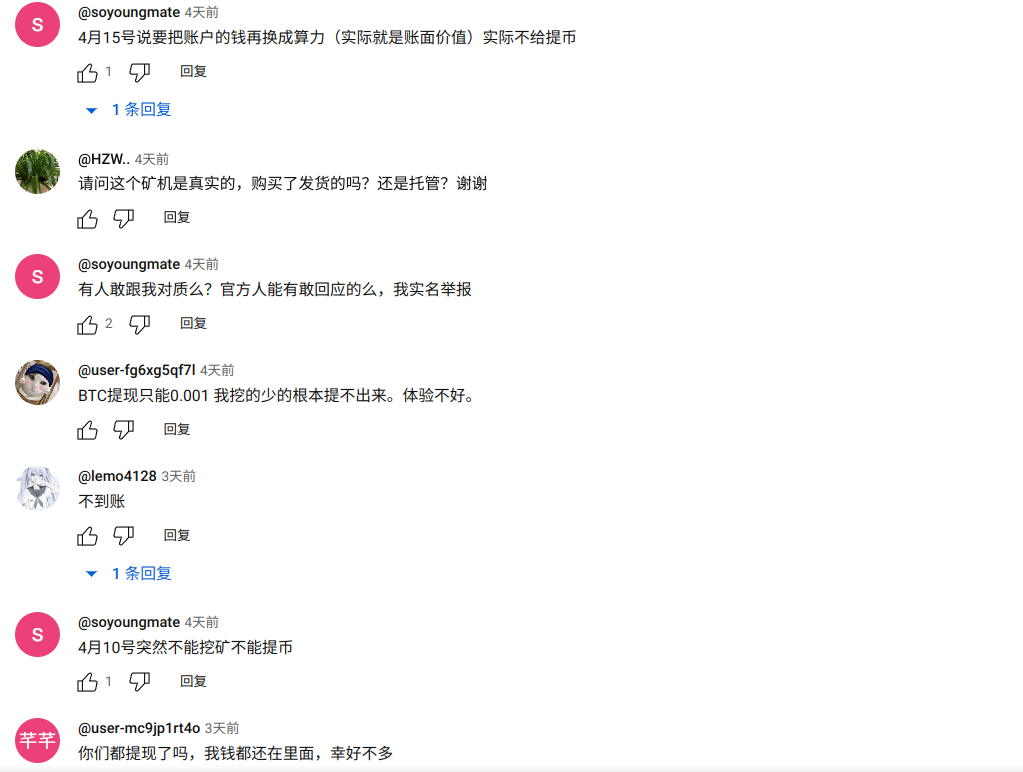 S
@soyoungmate 4天前
4月15号说要把账户的钱再换成算力（实际就是账面价值）实际不给提币
1 回复
1 条回复
@HZW.. 4天前
请问这个矿机是真实的，购买了发货的吗？还是托管？谢谢
回复
S
@soyoungmate 4天前
有人敢跟我对质么？官方人能有敢回应的么，我实名举报
2 回复
@user-fg6xg5qf7l 4天前
BTC提现只能0.001 我挖的少的根本提不出来。体验不好。
回复
@lemo4128 3天前
不到账
回复
1 条回复
S
@soyoungmate 4天前
4月10号突然不能挖矿不能提币
1 回复
芊芊
@user-mc9jp1rt4o 3天前
你们都提现了吗，我钱都还在里面，幸好不多